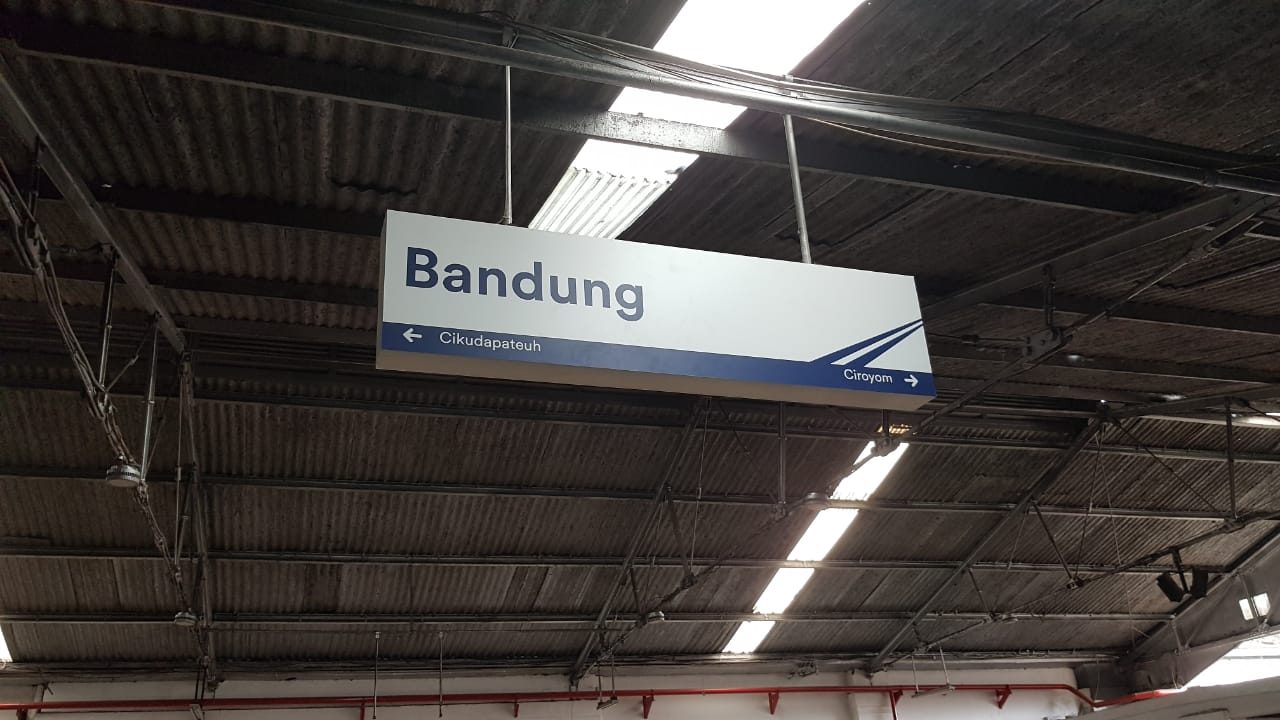 Bandung
← Cikudapateuh
Ciroyom →